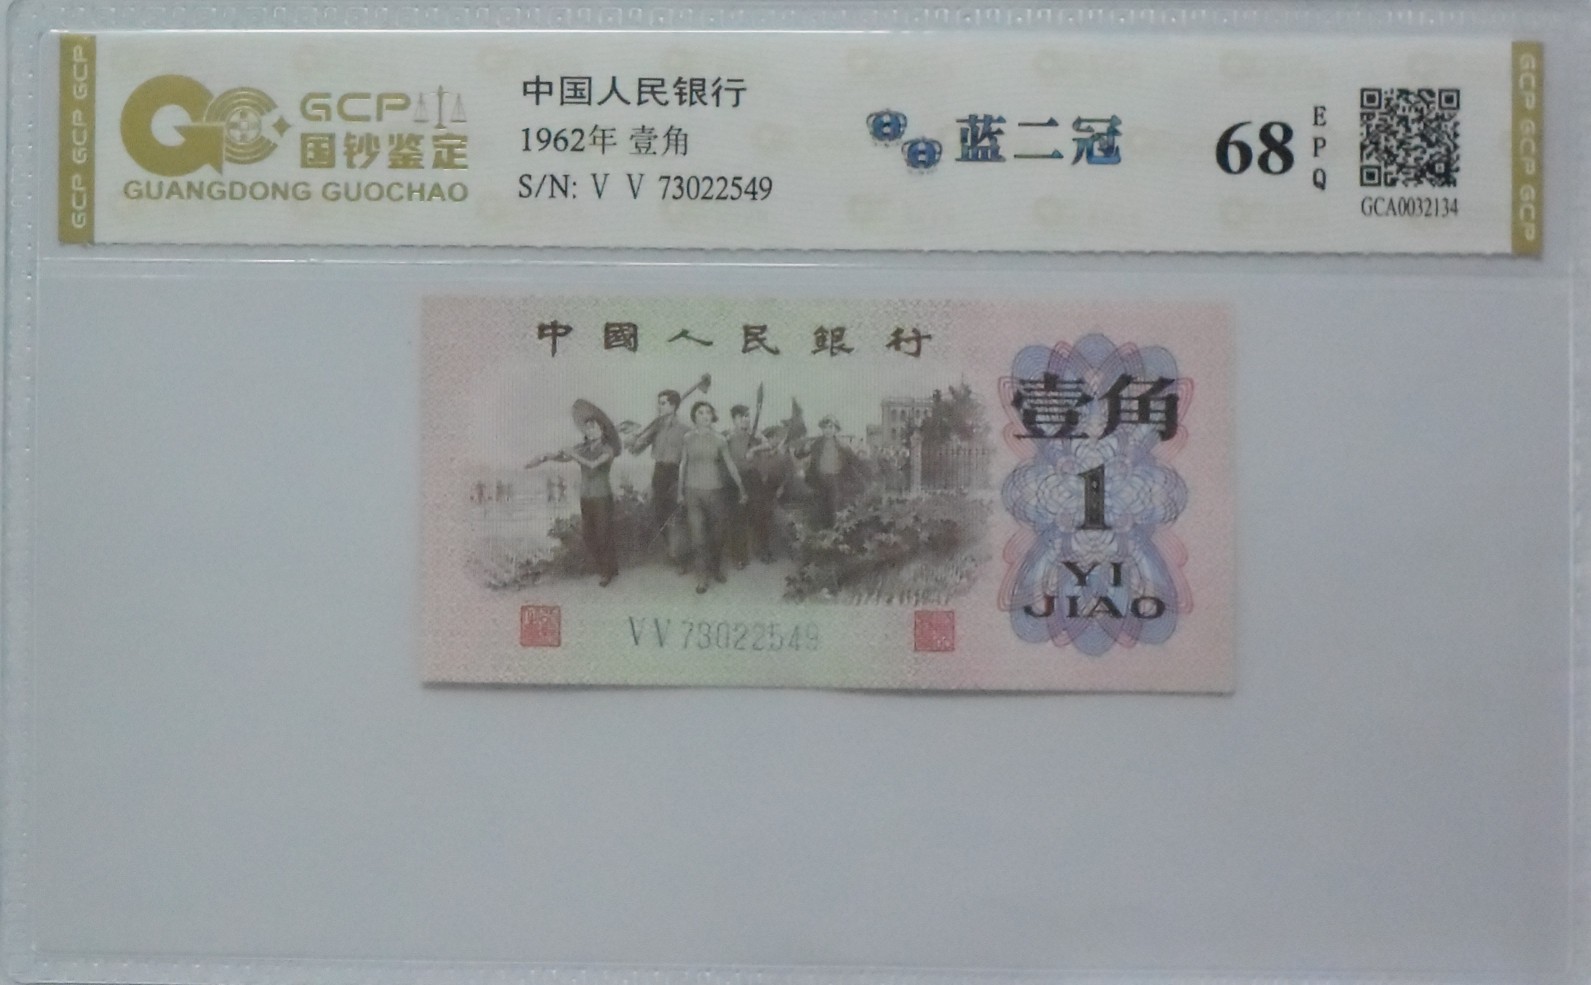 GCP GCP GCP
GCP
国钞鉴定
GUANGDONG GUOCHAO
中国人民银行
1962年 壹角
S/N: V V 73022549
蓝二冠
68
EPQ
GCA0032134
GCP GCP GCP
中國人民銀行
壹角
1
YI
JIAO
VV 73022549